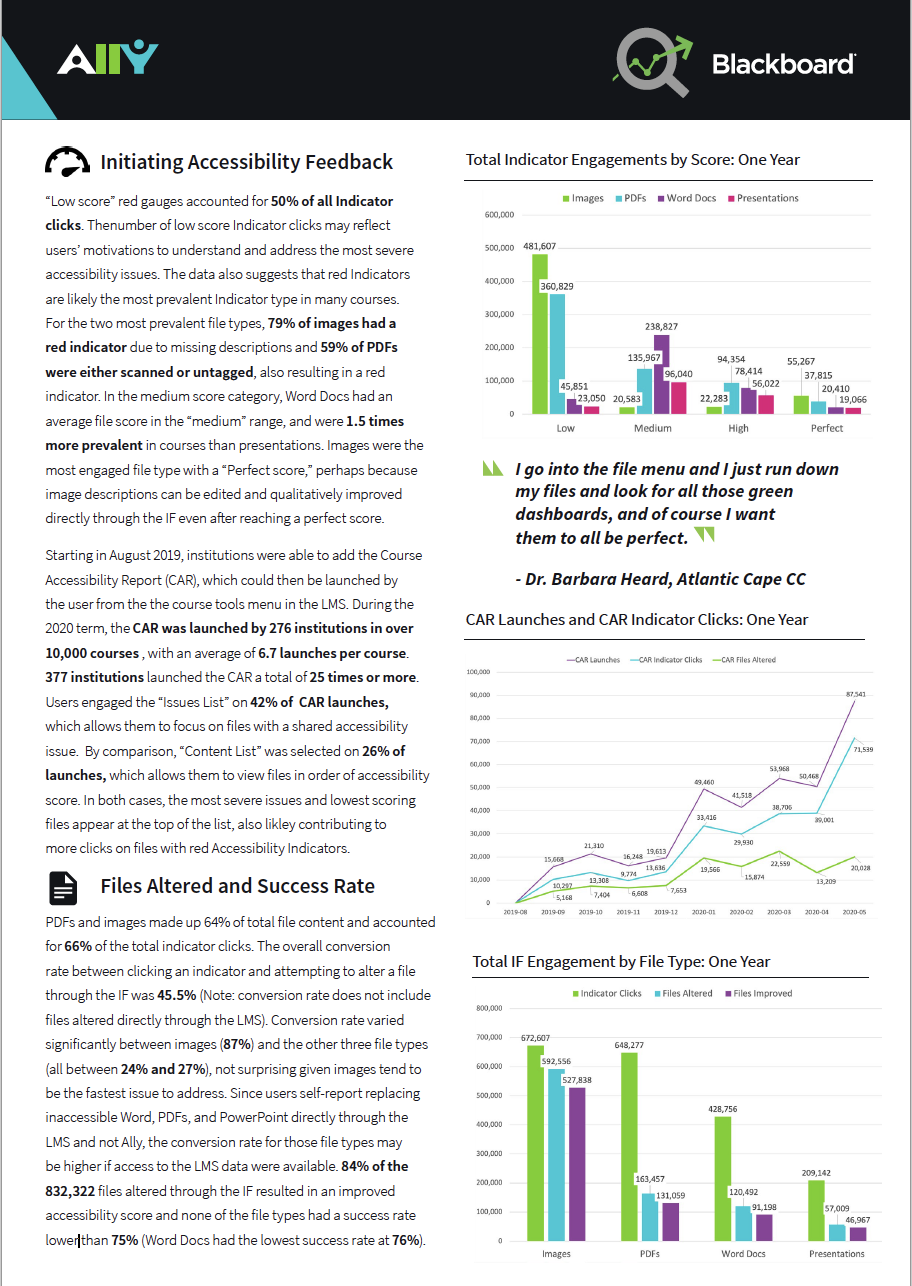 Ally
Blackboard
Initiating Accessibility Feedback
“Low score” red gauges accounted for 50% of all Indicator
clicks. Thenumber of low score Indicator clicks may reflect
users’ motivations to understand and address the most severe
accessibility issues. The data also suggests that red Indicators
are likely the most prevalent Indicator type in many courses.
For the two most prevalent file types, 79% of images had a
red indicator due to missing descriptions and 59% of PDFs
were either scanned or untagged, also resulting in a red
indicator. In the medium score category, Word Docs had an
average file score in the “medium” range, and were 1.5 times
more prevalent in courses than presentations. Images were the
most engaged file type with a “Perfect score,” perhaps because
image descriptions can be edited and qualitatively improved
directly through the IF even after reaching a perfect score.
Starting in August 2019, institutions were able to add the Course
Accessibility Report (CAR), which could then be launched by
the user from the the course tools menu in the LMS. During the
2020 term, the CAR was launched by 276 institutions in over
10,000 courses , with an average of 6.7 launches per course.
377 institutions launched the CAR a total of 25 times or more.
Users engaged the “Issues List” on 42% of CAR launches,
which allows them to focus on files with a shared accessibility
issue. By comparison, “Content List” was selected on 26% of
launches, which allows them to view files in order of accessibility
score. In both cases, the most severe issues and lowest scoring
files appear at the top of the list, also likley contributing to
more clicks on files with red Accessibility Indicators.
Files Altered and Success Rate
PDFs and images made up 64% of total file content and accounted
for 66% of the total indicator clicks. The overall conversion
rate between clicking an indicator and attempting to alter a file
through the IF was 45.5% (Note: conversion rate does not include
files altered directly through the LMS). Conversion rate varied
significantly between images (87%) and the other three file types
(all between 24% and 27%), not surprising given images tend to
be the fastest issue to address. Since users self-report replacing
inaccessible Word, PDFs, and PowerPoint directly through the
LMS and not Ally, the conversion rate for those file types may
be higher if access to the LMS data were available. 84% of the
832,322 files altered through the IF resulted in an improved
accessibility score and none of the file types had a success rate
lower than 75% (Word Docs had the lowest success rate at 76%).
Total Indicator Engagements by Score: One Year
Images PDFs Word Docs Presentations
600,000
500,000
400,000
300,000
200,000
100,000
0
481,607
360,829
45,851
23,050
20,583
135,967
238,827
96,040
22,283
94,354
78,414
56,022
55,267
37,815
20,410
19,066
Low Medium High Perfect
I go into the file menu and I just run down
my files and look for all those green
dashboards, and of course I want
them to all be perfect.
- Dr. Barbara Heard, Atlantic Cape CC
CAR Launches and CAR Indicator Clicks: One Year
CAR Launches CAR Indicator Clicks CAR Files Altered
100,000
90,000
80,000
70,000
60,000
50,000
40,000
30,000
20,000
10,000
0
15,668
21,310
16,248
19,613
49,460
41,518
53,968
50,468
87,541
10,297
13,308
9,774
13,636
33,416
29,930
38,706
39,001
71,539
5,168
7,404
6,608
7,653
19,566
15,874
22,559
13,209
20,028
2019-08 2019-09 2019-10 2019-11 2019-12 2020-01 2020-02 2020-03 2020-04 2020-05
Total IF Engagement by File Type: One Year
Indicator Clicks Files Altered Files Improved
800,000
700,000
600,000
500,000
400,000
300,000
200,000
100,000
0
672,607
592,556
527,838
648,277
163,457
131,059
428,756
120,492
91,198
209,142
57,009
46,967
Images PDFs Word Docs Presentations